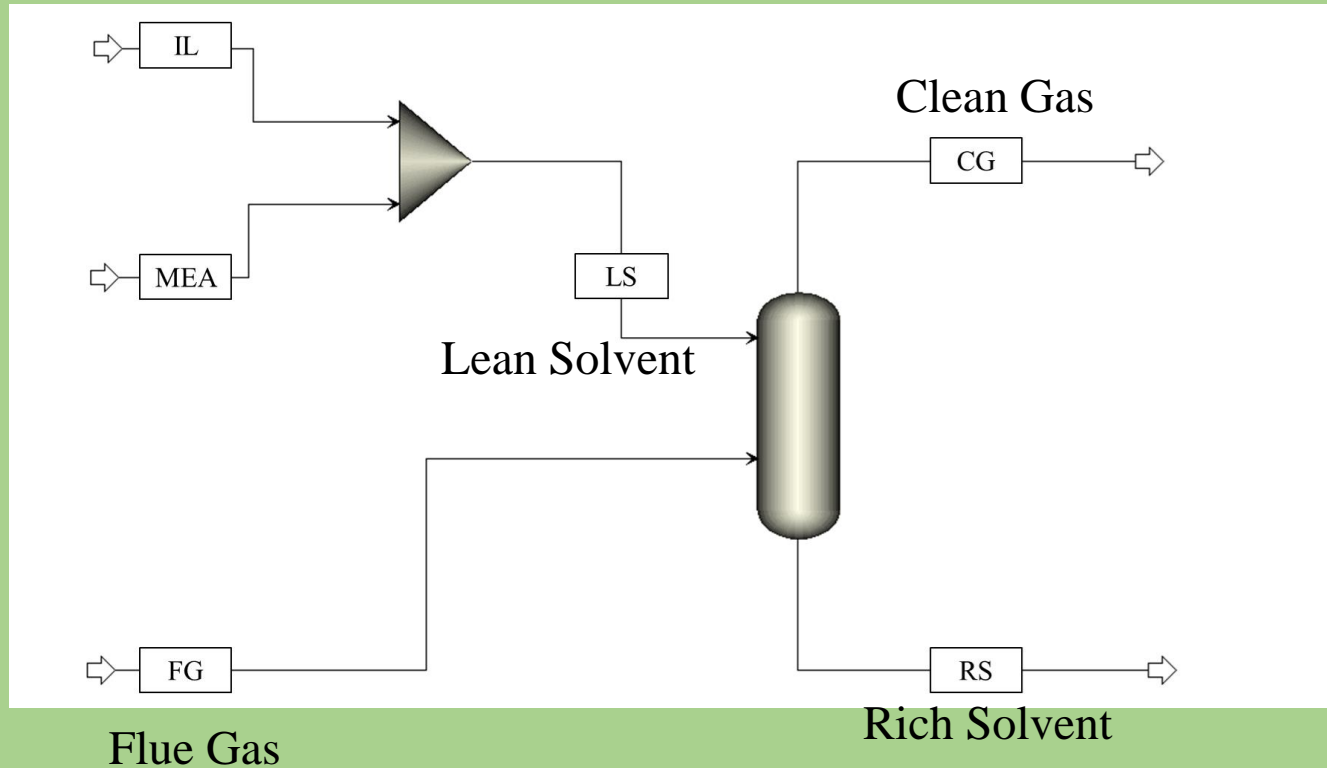 IL
Clean Gas
CG
MEA
LS
Lean Solvent
FG
RS
Rich Solvent
Flue Gas